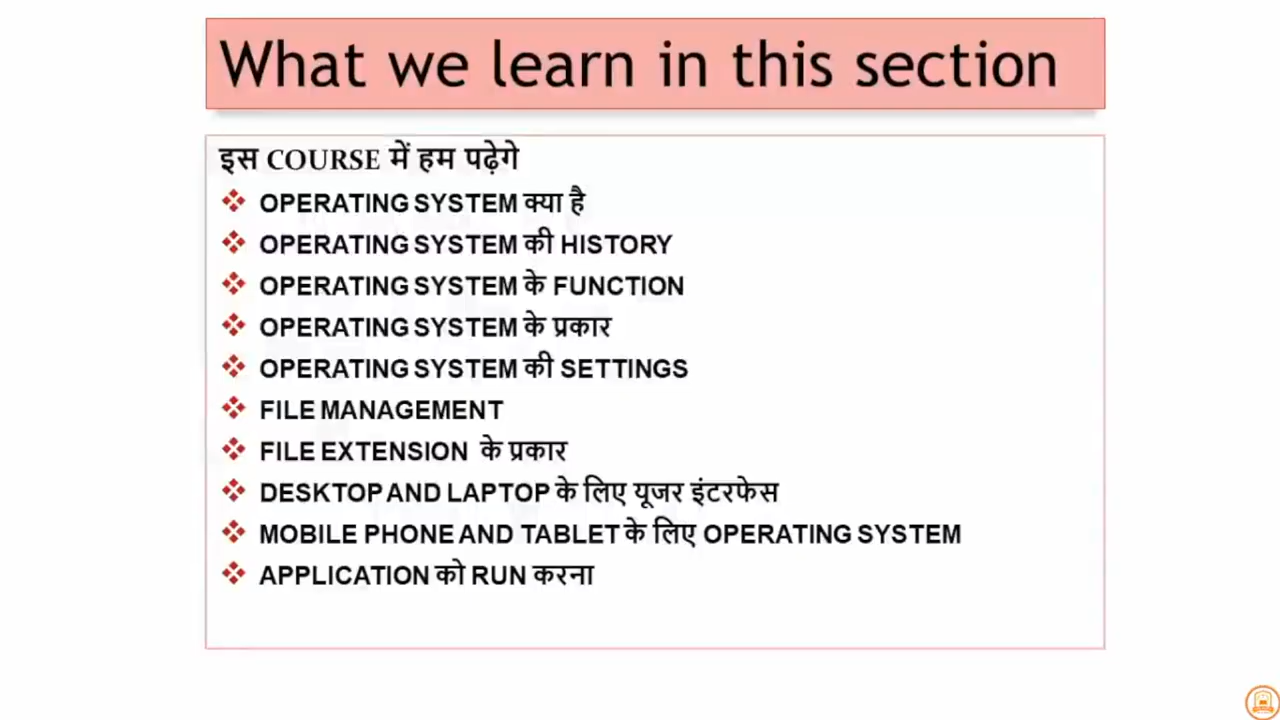 What we learn in this section
इस COURSE में हम पढ़ेगे
OPERATING SYSTEM क्या है
OPERATING SYSTEM की HISTORY
OPERATING SYSTEM के FUNCTION
OPERATING SYSTEM के प्रकार
OPERATING SYSTEM की SETTINGS
FILE MANAGEMENT
FILE EXTENSION के प्रकार
DESKTOP AND LAPTOP के लिए यूजर इंटरफेस
MOBILE PHONE AND TABLET के लिए OPERATING SYSTEM
APPLICATION को RUN करना